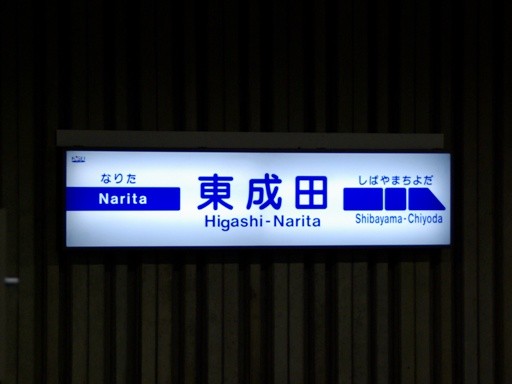 なりた
Narita
東成田
Higashi-Narita
しばやまちよだ
Shibayama-Chiyoda